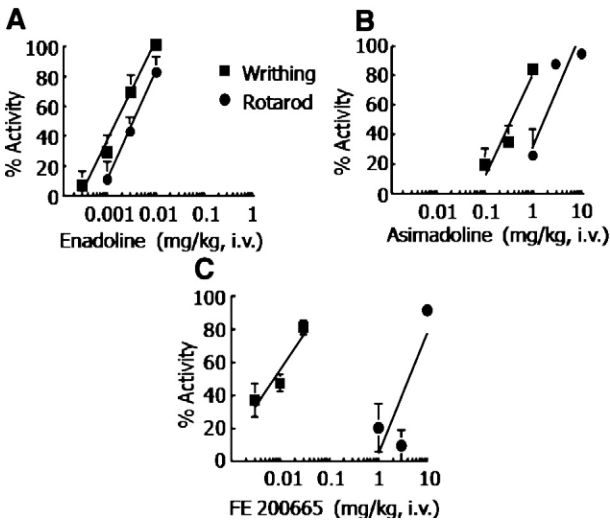 A
100
80
60
40
20
0
% Activity
0.001 0.01 0.1 1
Enadoline (mg/kg, i.v.)
Writhing
Rotarod
B
100
80
60
40
20
0
% Activity
0.01 0.1 1 10
Asimadoline (mg/kg, i.v.)
C
100
80
60
40
20
0
% Activity
0.01 0.1 1 10
FE 200665 (mg/kg, i.v.)